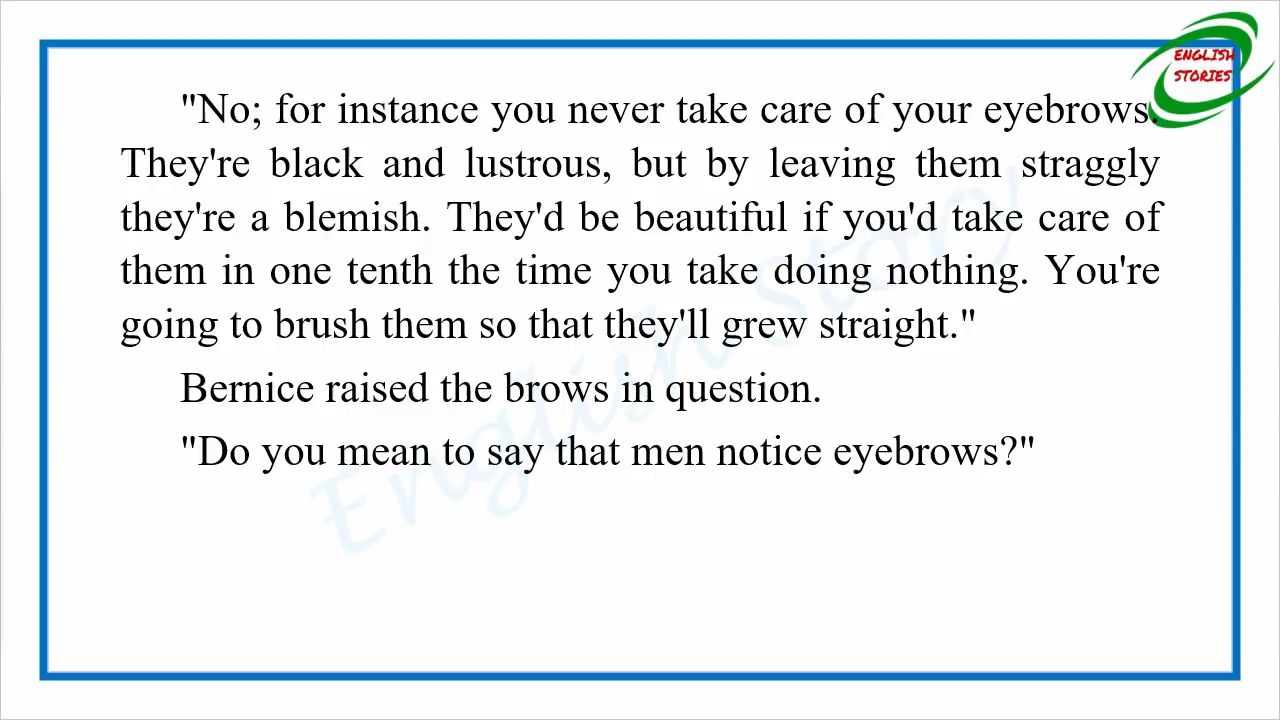 ENGLISH
STORIES
"No; for instance you never take care of your eyebrows.
They're black and lustrous, but by leaving them straggly
they're a blemish. They'd be beautiful if you'd take care of
them in one tenth the time you take doing nothing. You're
going to brush them so that they'll grew straight."
Bernice raised the brows in question.
"Do you mean to say that men notice eyebrows?"
English Story